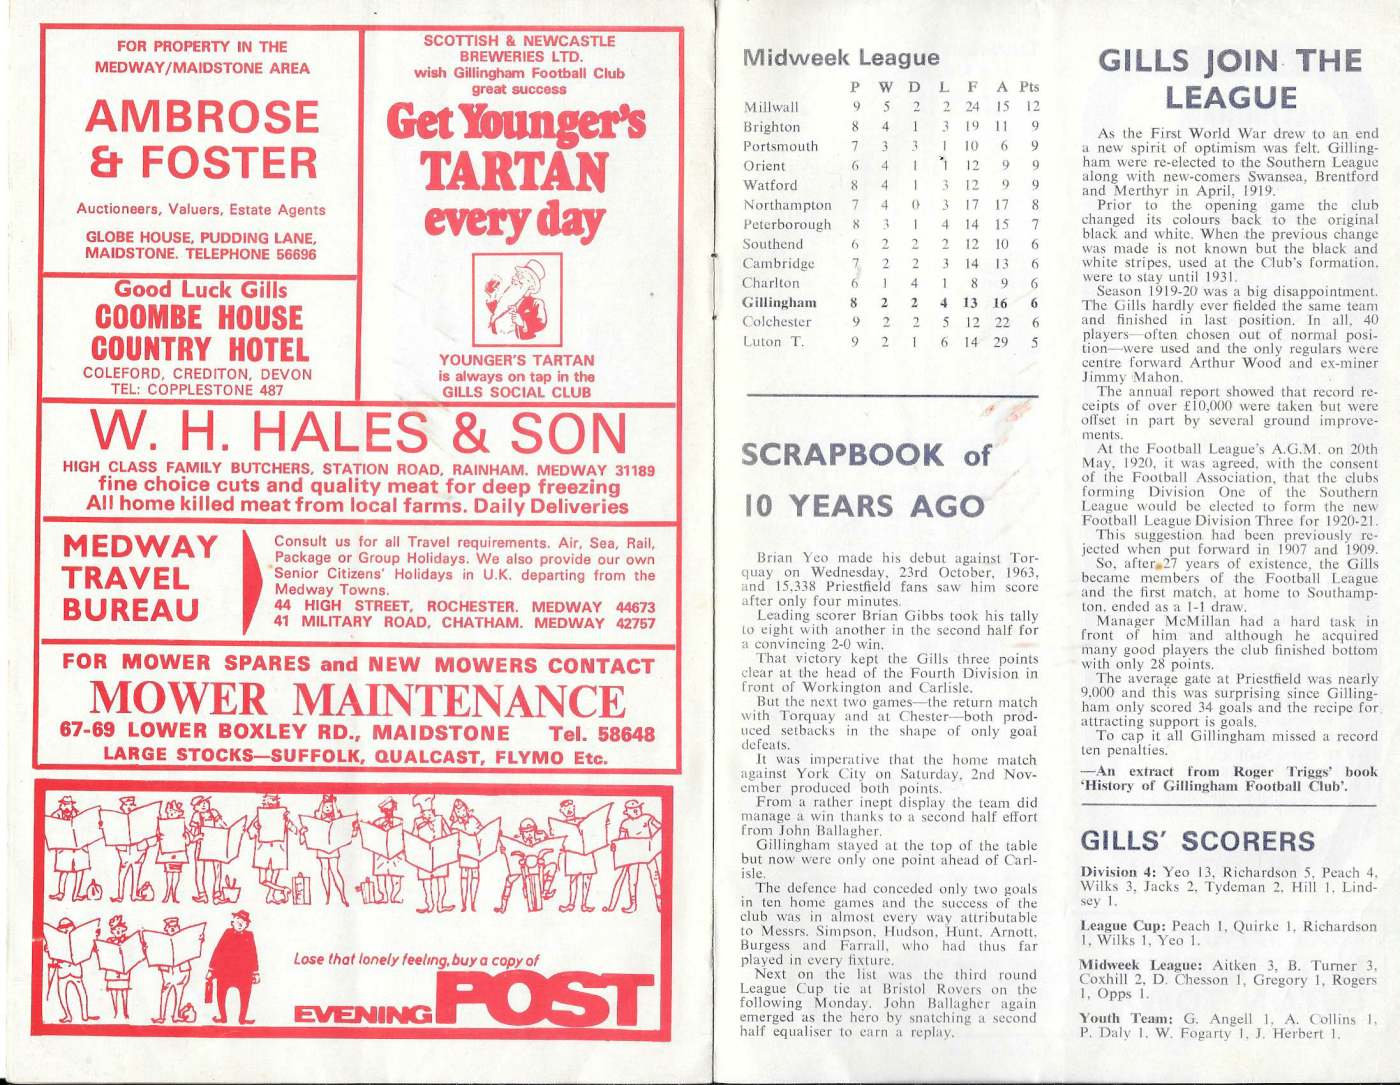 FOR PROPERTY IN THE
MEDWAY/MAIDSTONE AREA
AMBROSE
& FOSTER
Auctioneers, Valuers, Estate Agents
GLOBE HOUSE, PUDDING LANE,
MAIDSTONE. TELEPHONE 56696
SCOTTISH & NEWCASTLE
BREWERIES LTD.
wish Gillingham Football Club
great success
Get Younger's
TARTAN
every day
YOUNGER'S TARTAN
is always on tap in the
GILLS SOCIAL CLUB
Good Luck Gills
COOMBE HOUSE
COUNTRY HOTEL
COLEFORD, CREDITON, DEVON
TEL: COPPLESTONE 487
W. H. HALES & SON
HIGH CLASS FAMILY BUTCHERS, STATION ROAD, RAINHAM. MEDWAY 31189
fine choice cuts and quality meat for deep freezing
All home killed meat from local farms. Daily Deliveries
MEDWAY
TRAVEL
BUREAU
Consult us for all Travel requirements. Air, Sea, Rail,
Package or Group Holidays. We also provide our own
Senior Citizens' Holidays in U.K. departing from the
Medway Towns.
44 HIGH STREET, ROCHESTER. MEDWAY 44673
41 MILITARY ROAD, CHATHAM. MEDWAY 42757
FOR MOWER SPARES and NEW MOWERS CONTACT
MOWER MAINTENANCE
67-69 LOWER BOXLEY RD., MAIDSTONE Tel. 58648
LARGE STOCKS—SUFFOLK, QUALCAST, FLYMO Etc.
Lose that lonely feeling, buy a copy of
EVENING POST
Midweek League
P W D L F A Pts
Millwall 9 5 2 2 24 15 12
Brighton 8 4 1 3 19 11 9
Portsmouth 7 3 3 1 10 6 9
Orient 6 4 1 1 12 9 9
Watford 8 4 1 3 12 9 9
Northampton 7 4 0 3 17 17 8
Peterborough 8 3 1 4 14 15 7
Southend 6 2 2 2 12 10 6
Cambridge 7 2 2 3 14 13 6
Charlton 6 1 4 1 8 9 6
Gillingham 8 2 2 4 13 16 6
Colchester 9 2 2 5 12 22 6
Luton T. 9 2 1 6 14 29 5
SCRAPBOOK of
10 YEARS AGO
Brian Yeo made his debut against Tor-
quay on Wednesday, 23rd October, 1963,
and 15,338 Priestfield fans saw him score
after only four minutes.
Leading scorer Brian Gibbs took his tally
to eight with another in the second half for
a convincing 2-0 win.
That victory kept the Gills three points
clear at the head of the Fourth Division in
front of Workington and Carlisle.
But the next two games—the return match
with Torquay and at Chester—both prod-
uced setbacks in the shape of only goal
defeats.
It was imperative that the home match
against York City on Saturday, 2nd Nov-
ember produced both points.
From a rather inept display the team did
manage a win thanks to a second half effort
from John Ballagher.
Gillingham stayed at the top of the table
but now were only one point ahead of Carl-
isle.
The defence had conceded only two goals
in ten home games and the success of the
club was in almost every way attributable
to Messrs. Simpson, Hudson, Hunt, Arnott,
Burgess and Farrall, who had thus far
played in every fixture.
Next on the list was the third round
League Cup tie at Bristol Rovers on the
following Monday. John Ballagher again
emerged as the hero by snatching a second
half equaliser to earn a replay.
GILLS JOIN THE
LEAGUE
As the First World War drew to an end
a new spirit of optimism was felt. Gilling-
ham were re-elected to the Southern League
along with new-comers Swansea, Brentford
and Merthyr in April, 1919.
Prior to the opening game the club
changed its colours back to the original
black and white. When the previous change
was made is not known but the black and
white stripes, used at the Club's formation,
were to stay until 1931.
Season 1919-20 was a big disappointment.
The Gills hardly ever fielded the same team
and finished in last position. In all, 40
players—often chosen out of normal posi-
tion—were used and the only regulars were
centre forward Arthur Wood and ex-miner
Jimmy Mahon.
The annual report showed that record re-
ceipts of over £10,000 were taken but were
offset in part by several ground improve-
ments.
At the Football League's A.G.M. on 20th
May, 1920, it was agreed, with the consent
of the Football Association, that the clubs
forming Division One of the Southern
League would be elected to form the new
Football League Division Three for 1920-21.
This suggestion had been previously re-
jected when put forward in 1907 and 1909.
So, after 27 years of existence, the Gills
became members of the Football League
and the first match, at home to Southamp-
ton, ended as a 1-1 draw.
Manager McMillan had a hard task in
front of him and although he acquired
many good players the club finished bottom
with only 28 points.
The average gate at Priestfield was nearly
9,000 and this was surprising since Gilling-
ham only scored 34 goals and the recipe for
attracting support is goals.
To cap it all Gillingham missed a record
ten penalties.
—An extract from Roger Triggs' book
'History of Gillingham Football Club'.
GILLS' SCORERS
Division 4: Yeo 13, Richardson 5, Peach 4,
Wilks 3, Jacks 2, Tydeman 2, Hill 1, Lind-
sey 1.
League Cup: Peach 1, Quirke 1, Richardson
1, Wilks 1, Yeo 1.
Midweek League: Aitken 3, B. Turner 3,
Coxhill 2, D. Chesson 1, Gregory 1, Rogers
1, Opps 1.
Youth Team: G. Angell 1, A. Collins 1,
P. Daly 1, W. Fogarty 1, J. Herbert 1.